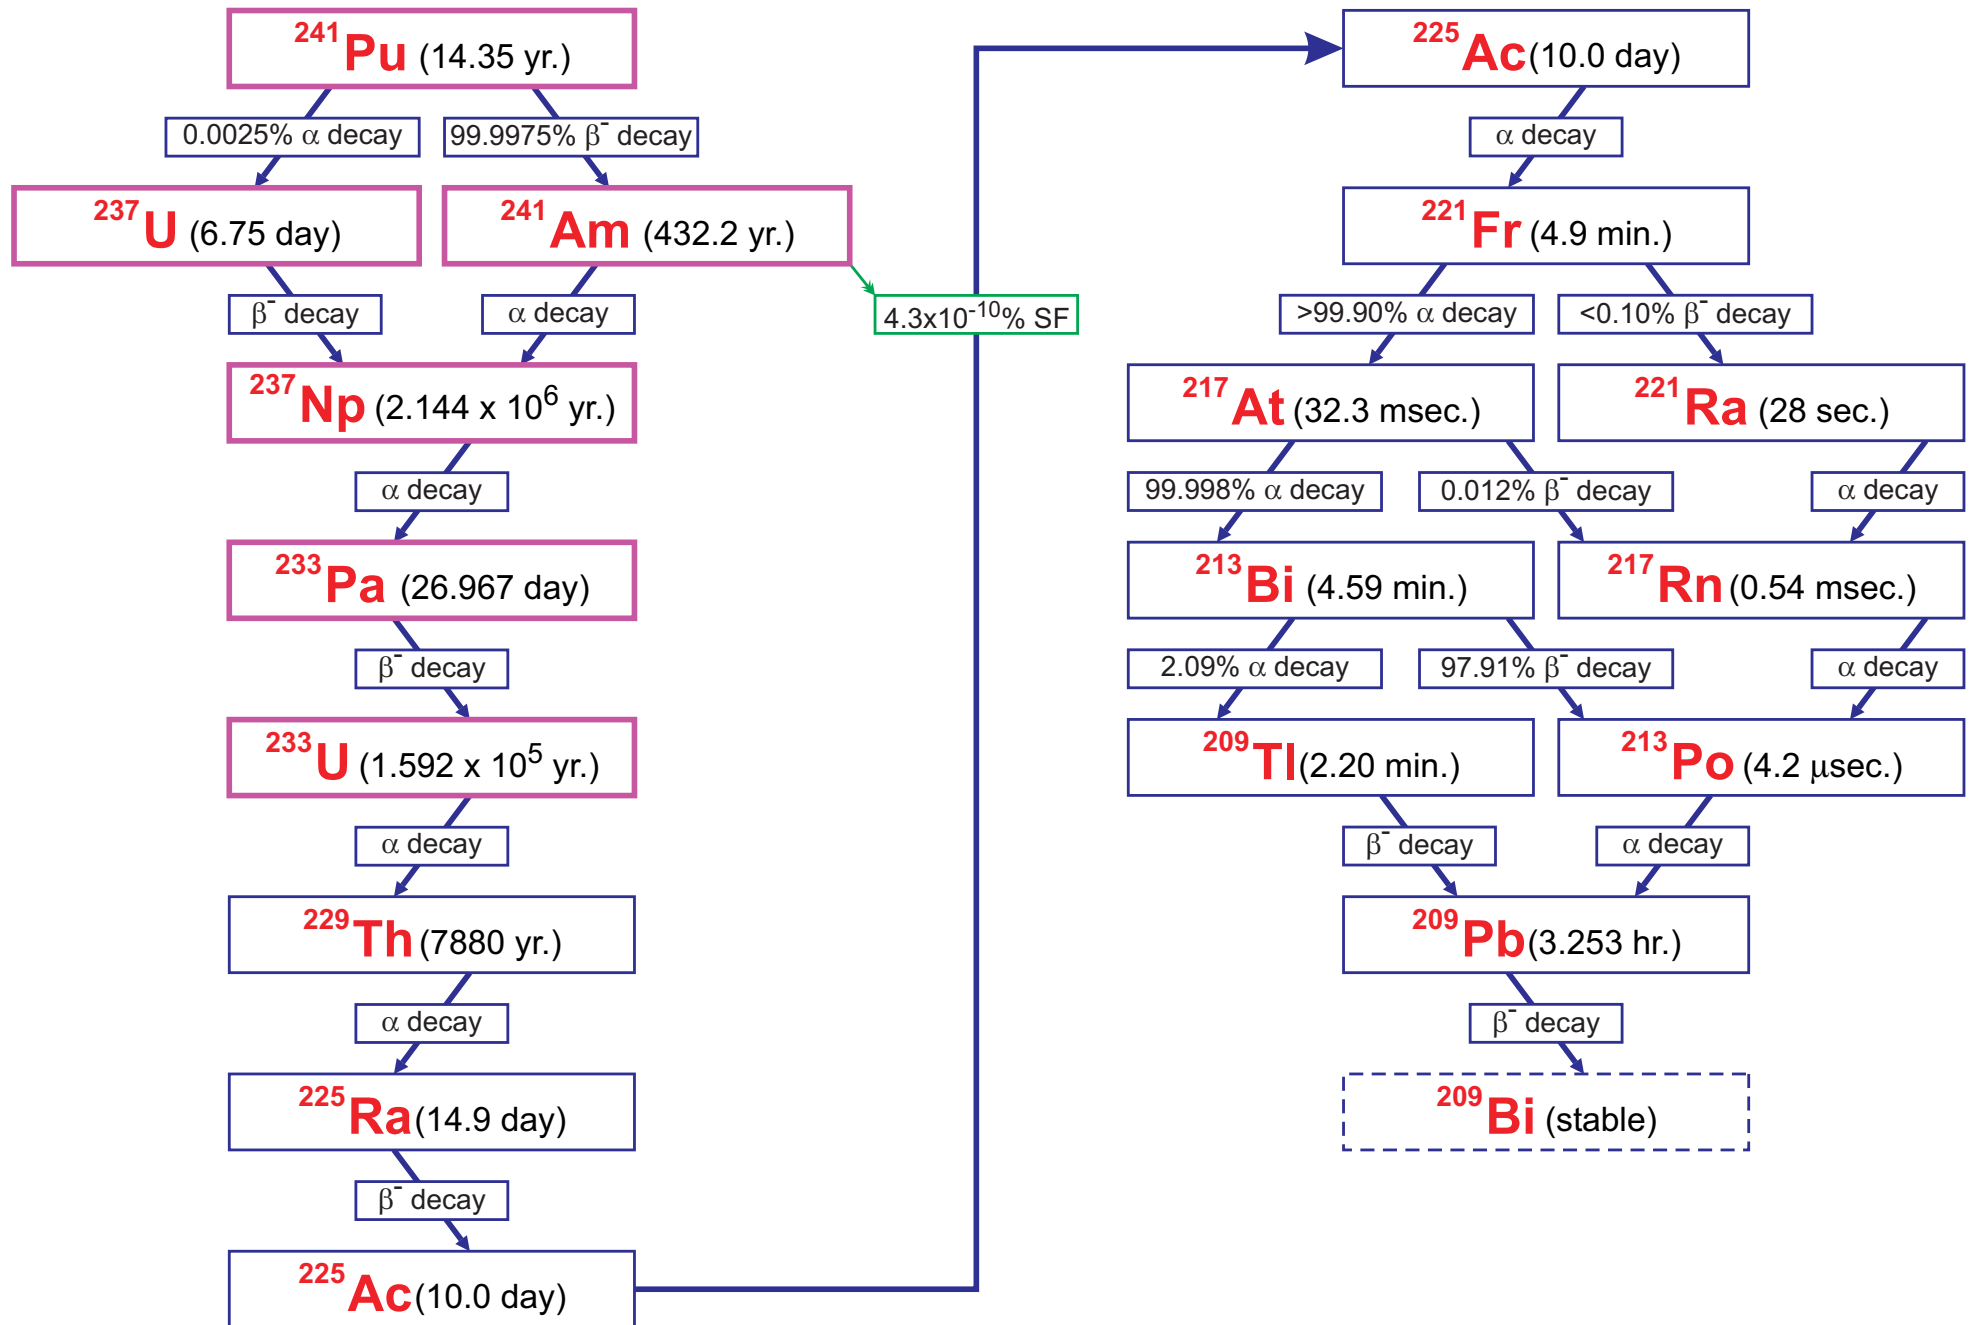 ²⁴¹Pu (14.35 yr.)
0.0025% α decay
99.9975% β⁻ decay
²³⁷U (6.75 day)
²⁴¹Am (432.2 yr.)
β⁻ decay
α decay
4.3x10⁻¹⁰% SF
²³⁷Np (2.144 x 10⁶ yr.)
α decay
²³³Pa (26.967 day)
β⁻ decay
²³³U (1.592 x 10⁵ yr.)
α decay
²²⁹Th (7880 yr.)
α decay
²²⁵Ra (14.9 day)
β⁻ decay
²²⁵Ac (10.0 day)
²²⁵Ac (10.0 day)
α decay
²²¹Fr (4.9 min.)
>99.90% α decay
<0.10% β⁻ decay
²¹⁷At (32.3 msec.)
²²¹Ra (28 sec.)
99.998% α decay
0.012% β⁻ decay
α decay
²¹³Bi (4.59 min.)
²¹⁷Rn (0.54 msec.)
2.09% α decay
97.91% β⁻ decay
α decay
²⁰⁹Tl (2.20 min.)
²¹³Po (4.2 μsec.)
β⁻ decay
α decay
²⁰⁹Pb (3.253 hr.)
β⁻ decay
²⁰⁹Bi (stable)